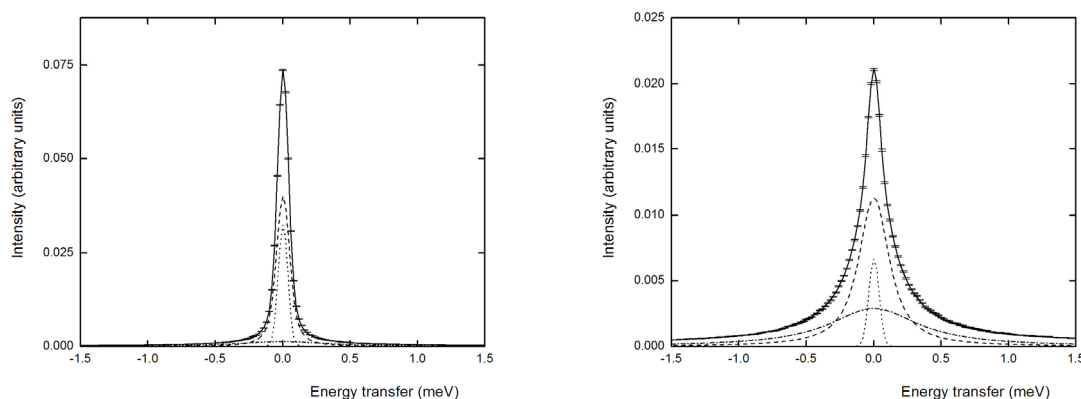 0.075
0.050
0.025
0.000
Intensity (arbitrary units)
-1.5 -1.0 -0.5 0.0 0.5 1.0 1.5
Energy transfer (meV)
0.025
0.020
0.015
0.010
0.005
0.000
Intensity (arbitrary units)
-1.5 -1.0 -0.5 0.0 0.5 1.0 1.5
Energy transfer (meV)